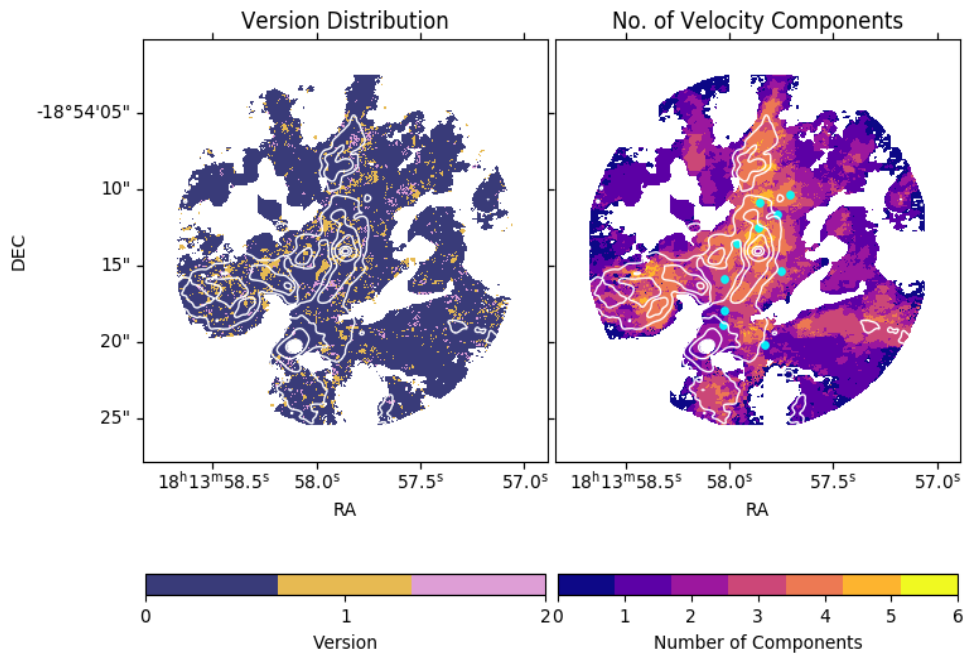 Version Distribution
No. of Velocity Components
-18°54'05"
10"
15"
20"
25"
DEC
18ʰ13ᵐ58.5ˢ 58.0ˢ 57.5ˢ 57.0ˢ
18ʰ13ᵐ58.5ˢ 58.0ˢ 57.5ˢ 57.0ˢ
RA
RA
0 1 2
0 1 2 3 4 5 6
Version
Number of Components